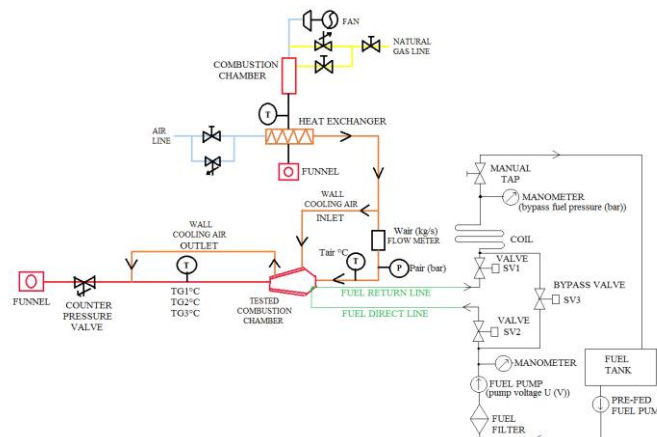 FAN
NATURAL
GAS LINE
COMBUSTION
CHAMBER
T
HEAT EXCHANGER
AIR
LINE
FUNNEL
MANUAL
TAP
MANOMETER
(bypass fuel pressure (bar))
WALL
COOLING AIR
INLET
Wair (kg/s)
FLOW METER
COIL
WALL
COOLING AIR
OUTLET
Tair °C
T
P
Pair (bar)
VALVE
SV1
BYPASS VALVE
SV3
T
FUNNEL
COUNTER
PRESSURE
VALVE
TG1°C
TG2°C
TG3°C
TESTED
COMBUSTION
CHAMBER
FUEL RETURN LINE
FUEL DIRECT LINE
VALVE
SV2
MANOMETER
FUEL
TANK
FUEL PUMP
(pump voltage U (V))
PRE-FED
FUEL PUM
FUEL
FILTER